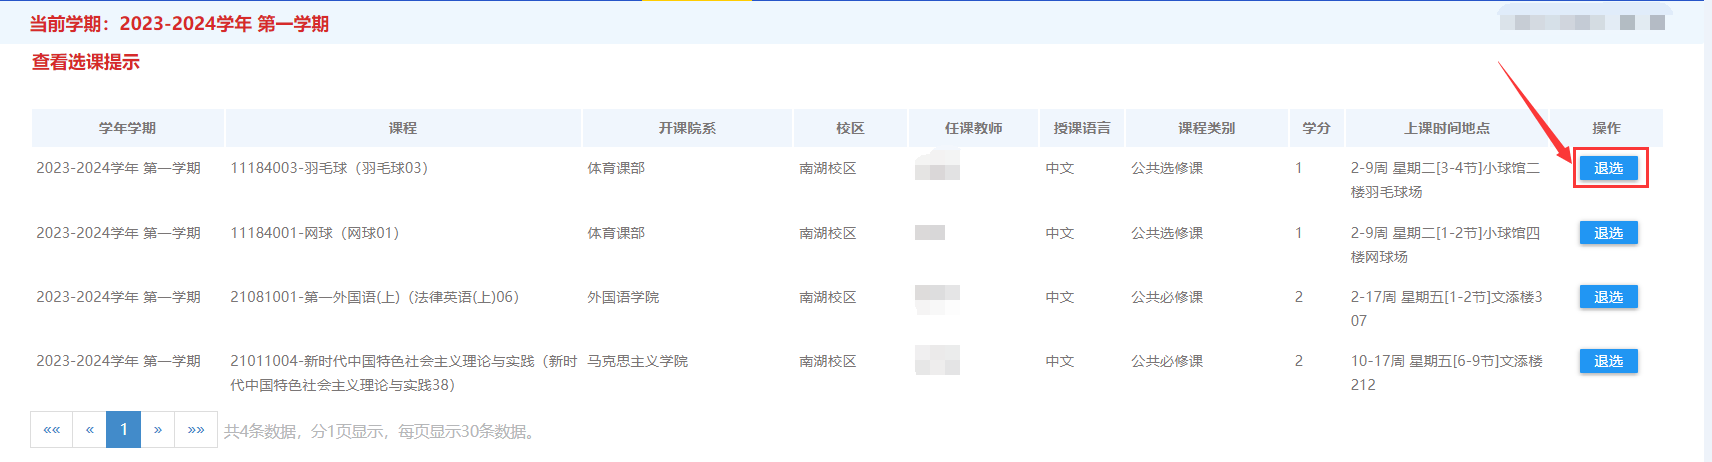 当前学期：2023-2024学年 第一学期
查看选课提示
学年学期 课程 开课院系 校区 任课教师 授课语言 课程类别 学分 上课时间地点 操作
2023-2024学年 第一学期 11184003-羽毛球（羽毛球03） 体育课部 南湖校区 中文 公共选修课 1 2-9周 星期二[3-4节]小球馆二 退选
楼羽毛球场
2023-2024学年 第一学期 11184001-网球（网球01） 体育课部 南湖校区 中文 公共选修课 1 2-9周 星期二[1-2节]小球馆四 退选
楼网球场
2023-2024学年 第一学期 21081001-第一外国语(上)（法律英语(上)06） 外国语学院 南湖校区 中文 公共必修课 2 2-17周 星期五[1-2节]文添楼3 退选
07
2023-2024学年 第一学期 21011004-新时代中国特色社会主义理论与实践（新时 马克思主义学院 南湖校区 中文 公共必修课 2 10-17周 星期五[6-9节]文添楼 退选
代中国特色社会主义理论与实践38） 212
«« « 1 » »» 共4条数据，分1页显示，每页显示30条数据。